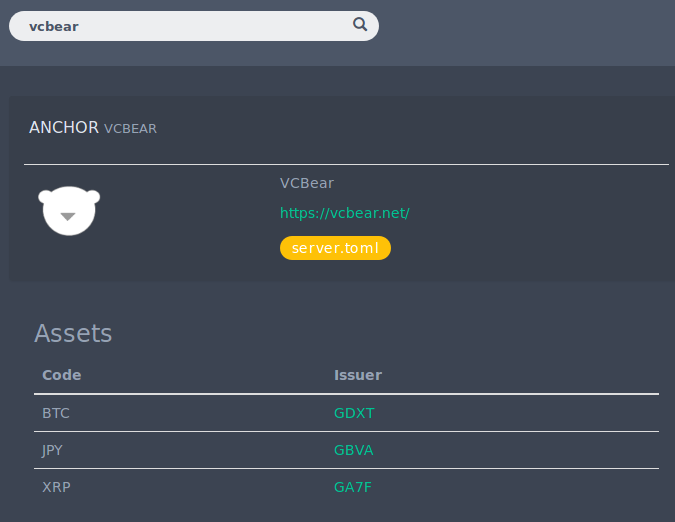 vcbear
ANCHOR VCBEAR
VCBear
https://vcbear.net/
server.toml
Assets
Code Issuer
BTC GDXT
JPY GBVA
XRP GA7F